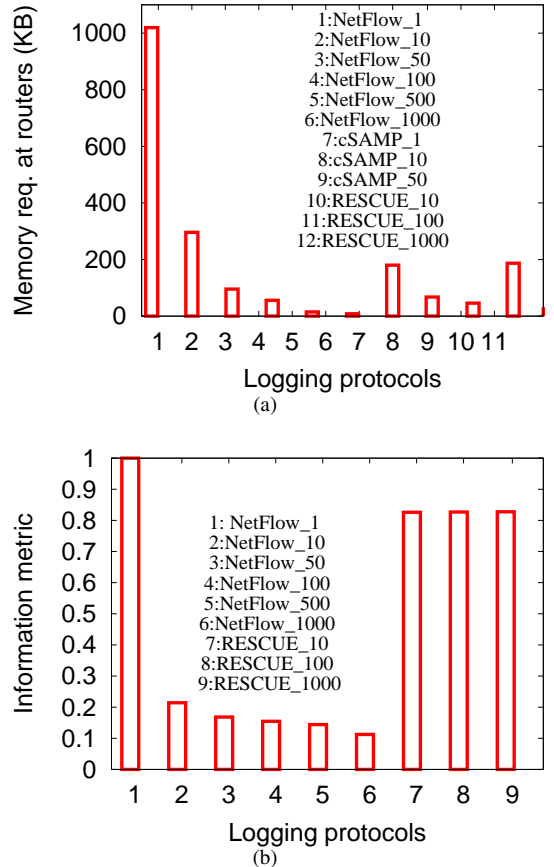 Memory req. at routers (KB)
1000
800
600
400
200
0
1:NetFlow_1
2:NetFlow_10
3:NetFlow_50
4:NetFlow_100
5:NetFlow_500
6:NetFlow_1000
7:cSAMP_1
8:cSAMP_10
9:cSAMP_50
10:RESCUE_10
11:RESCUE_100
12:RESCUE_1000
1 2 3 4 5 6 7 8 9 10 11
Logging protocols
(a)
Information metric
1
0.9
0.8
0.7
0.6
0.5
0.4
0.3
0.2
0.1
0
1: NetFlow_1
2:NetFlow_10
3:NetFlow_50
4:NetFlow_100
5:NetFlow_500
6:NetFlow_1000
7:RESCUE_10
8:RESCUE_100
9:RESCUE_1000
1 2 3 4 5 6 7 8 9
Logging protocols
(b)